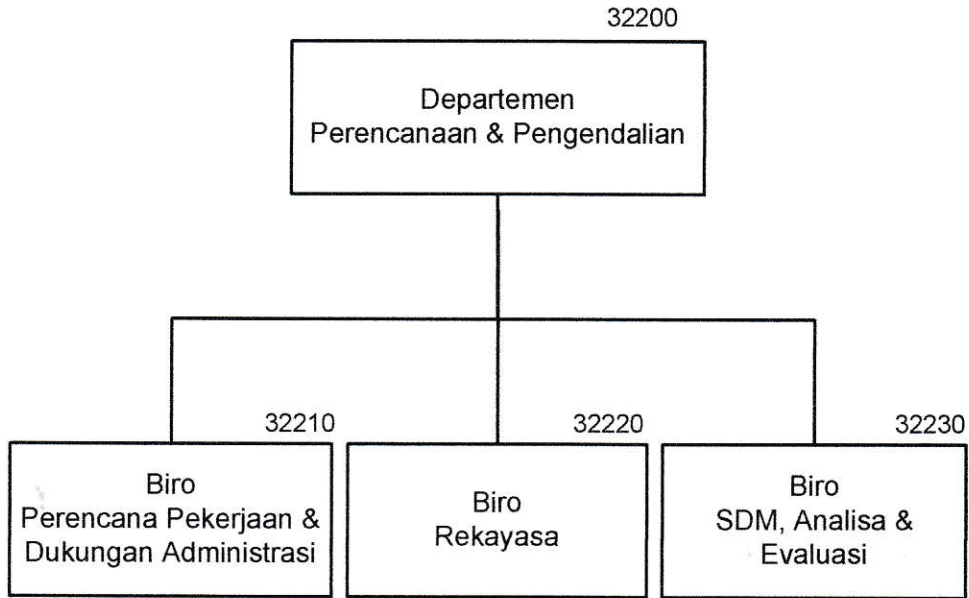 32200
Departemen
Perencanaan & Pengendalian
32210
Biro
Perencana Pekerjaan &
Dukungan Administrasi
32220
Biro
Rekayasa
32230
Biro
SDM, Analisa &
Evaluasi